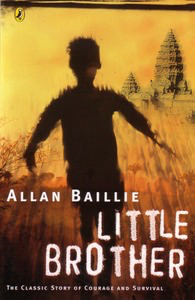 ALLAN BAILLIE
LITTLE
BROTHER
THE CLASSIC STORY OF COURAGE AND SURVIVAL